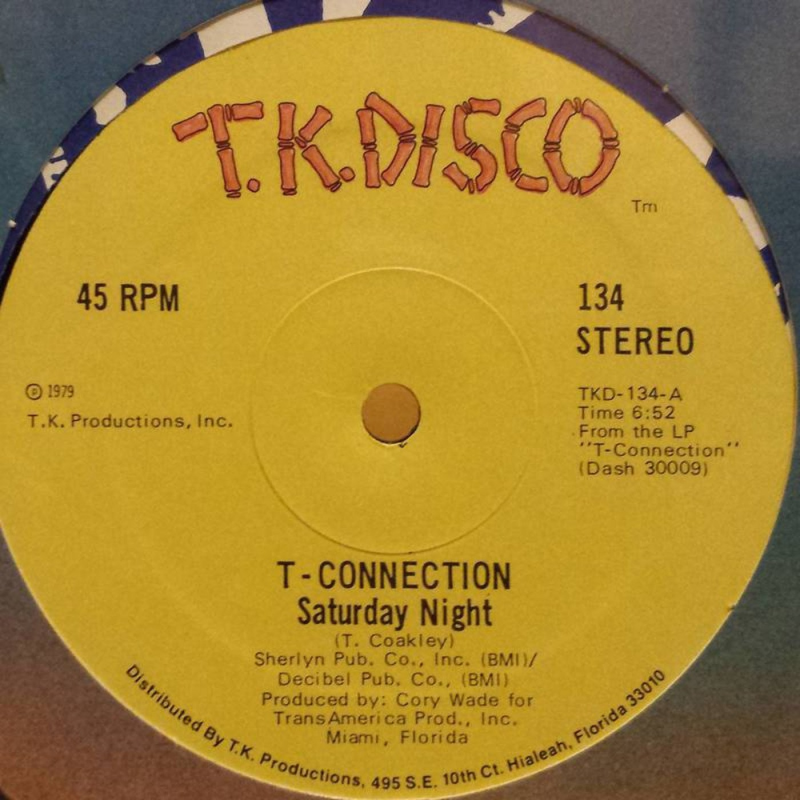 T.K. DISCO
Tm
45 RPM
134
STEREO
℗ 1979
T.K. Productions, Inc.
TKD-134-A
Time 6:52
From the LP
"T-Connection"
(Dash 30009)
T-CONNECTION
Saturday Night
(T. Coakley)
Sherlyn Pub. Co., Inc. (BMI)/
Decibel Pub. Co., (BMI)
Produced by: Cory Wade for
TransAmerica Prod., Inc.
Miami, Florida
Distributed By T.K. Productions, 495 S.E. 10th Ct. Hialeah, Florida 33010